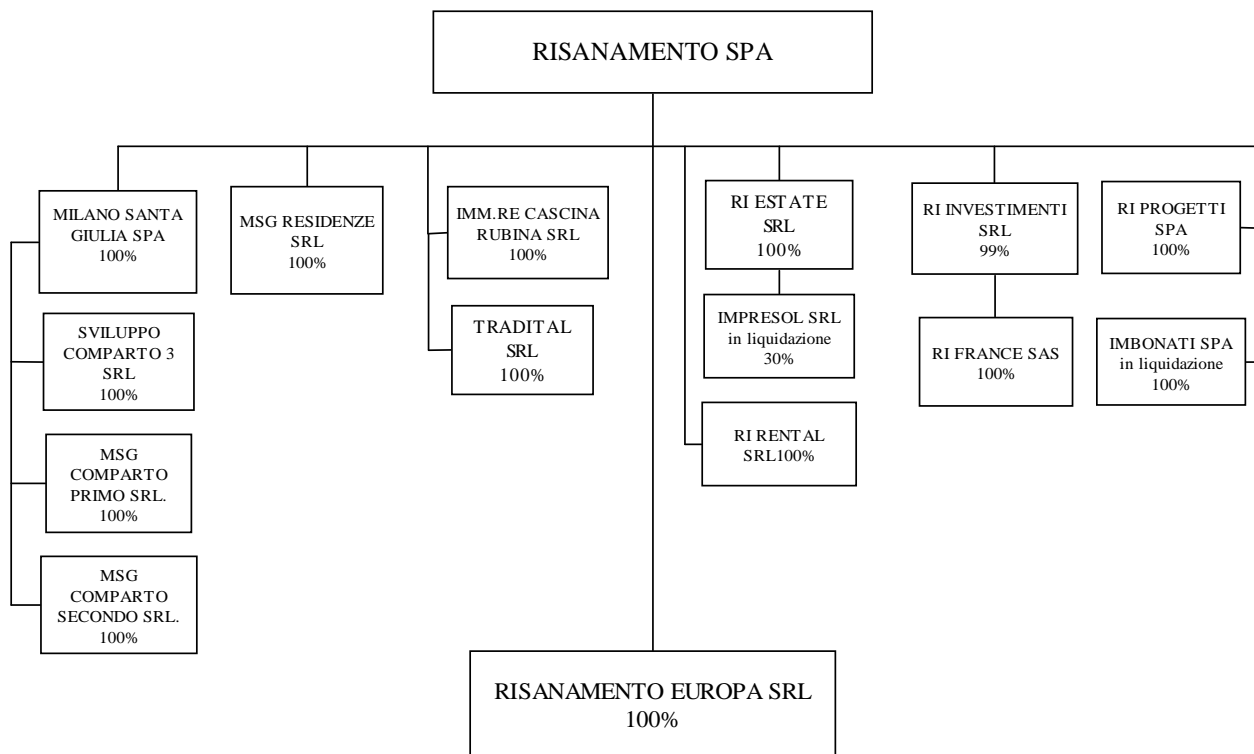 RISANAMENTO SPA
MILANO SANTA
GIULIA SPA
100%
MSG RESIDENZE
SRL
100%
IMM.RE CASCINA
RUBINA SRL
100%
RI ESTATE
SRL
100%
RI INVESTIMENTI
SRL
99%
RI PROGETTI
SPA
100%
SVILUPPO
COMPARTO 3
SRL
100%
TRADITAL
SRL
100%
IMPRESOL SRL
in liquidazione
30%
RI FRANCE SAS
100%
IMBONATI SPA
in liquidazione
100%
MSG
COMPARTO
PRIMO SRL.
100%
RI RENTAL
SRL100%
MSG
COMPARTO
SECONDO SRL.
100%
RISANAMENTO EUROPA SRL
100%